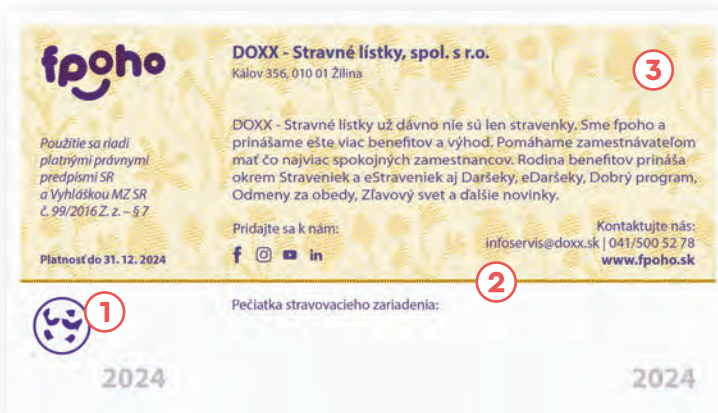 fpoho
DOXX - Stravné lístky, spol. s r.o.
Kálov 356, 010 01 Žilina
3
DOXX - Stravné lístky už dávno nie sú len stravenky. Sme fpoho a
prinášame ešte viac benefitov a výhod. Pomáhame zamestnávateľom
mať čo najviac spokojných zamestnancov. Rodina benefitov prináša
okrem Straveniek a eStraveniek aj Daršeky, eDaršeky, Dobrý program,
Odmeny za obedy, Zľavový svet a ďalšie novinky.
Použitie sa riadi
platnými právnymi
predpismi SR
a Vyhláškou MZ SR
č. 99/2016 Z. z. – § 7
Platnosť do 31. 12. 2024
Pridajte sa k nám:
Kontaktujte nás:
infoservis@doxx.sk | 041/500 52 78
www.fpoho.sk
2
1
Pečiatka stravovacieho zariadenia:
2024
2024